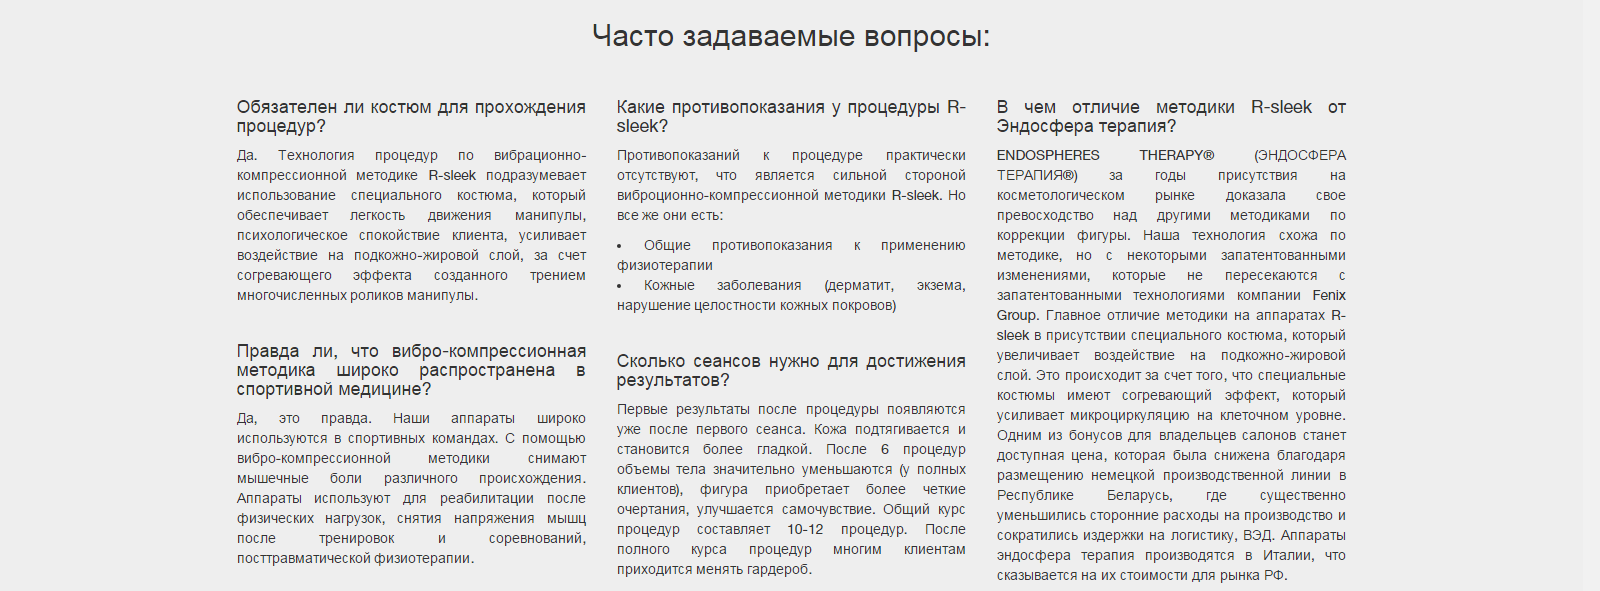 Часто задаваемые вопросы:
Обязателен ли костюм для прохождения
процедур?
Да. Технология процедур по вибрационно-
компрессионной методике R-sleek подразумевает
использование специального костюма, который
обеспечивает легкость движения манипулы,
психологическое спокойствие клиента, усиливает
воздействие на подкожно-жировой слой, за счет
согревающего эффекта созданного трением
многочисленных роликов манипулы.
Правда ли, что вибро-компрессионная
методика широко распространена в
спортивной медицине?
Да, это правда. Наши аппараты широко
используются в спортивных командах. С помощью
вибро-компрессионной методики снимают
мышечные боли различного происхождения.
Аппараты используют для реабилитации после
физических нагрузок, снятия напряжения мышц
после тренировок и соревнований,
посттравматической физиотерапии.
Какие противопоказания у процедуры R-
sleek?
Противопоказаний к процедуре практически
отсутствуют, что является сильной стороной
виброционно-компрессионной методики R-sleek. Но
все же они есть:
• Общие противопоказания к применению
физиотерапии
• Кожные заболевания (дерматит, экзема,
нарушение целостности кожных покровов)
Сколько сеансов нужно для достижения
результатов?
Первые результаты после процедуры появляются
уже после первого сеанса. Кожа подтягивается и
становится более гладкой. После 6 процедур
объемы тела значительно уменьшаются (у полных
клиентов), фигура приобретает более четкие
очертания, улучшается самочувствие. Общий курс
процедур составляет 10-12 процедур. После
полного курса процедур многим клиентам
приходится менять гардероб.
В чем отличие методики R-sleek от
Эндосфера терапия?
ENDOSPHERES THERAPY® (ЭНДОСФЕРА
ТЕРАПИЯ®) за годы присутствия на
косметологическом рынке доказала свое
превосходство над другими методиками по
коррекции фигуры. Наша технология схожа по
методике, но с некоторыми запатентованными
изменениями, которые не пересекаются с
запатентованными технологиями компании Fenix
Group. Главное отличие методики на аппаратах R-
sleek в присутствии специального костюма, который
увеличивает воздействие на подкожно-жировой
слой. Это происходит за счет того, что специальные
костюмы имеют согревающий эффект, который
усиливает микроциркуляцию на клеточном уровне.
Одним из бонусов для владельцев салонов станет
доступная цена, которая была снижена благодаря
размещению немецкой производственной линии в
Республике Беларусь, где существенно
уменьшились сторонние расходы на производство и
сократились издержки на логистику, ВЭД. Аппараты
эндосфера терапия производятся в Италии, что
сказывается на их стоимости для рынка РФ.